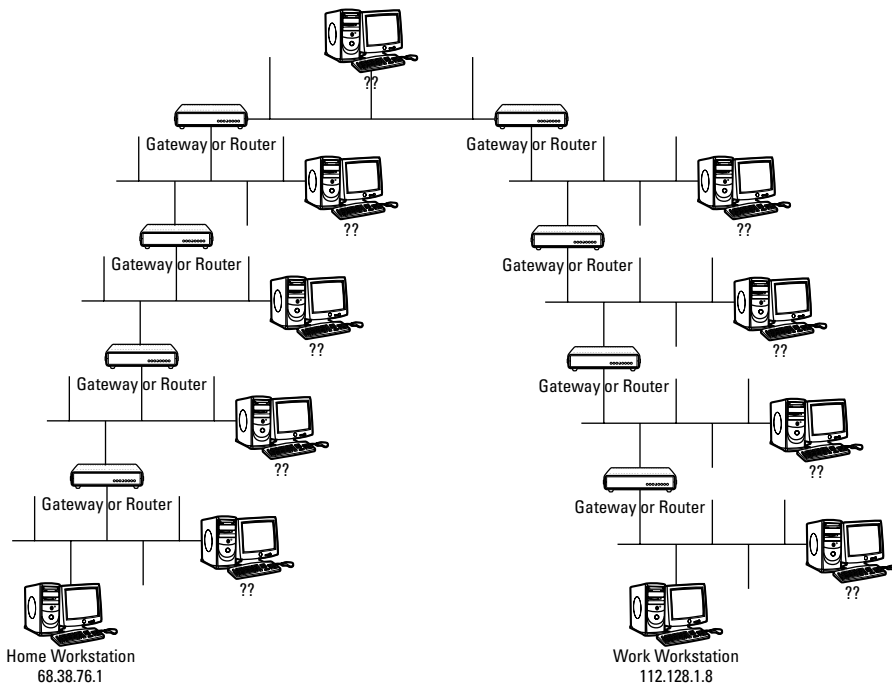 ??
Gateway or Router
Gateway or Router
??
??
Gateway or Router
Gateway or Router
??
??
Gateway or Router
Gateway or Router
??
??
Gateway or Router
Gateway or Router
??
??
Home Workstation
68.38.76.1
Work Workstation
112.128.1.8